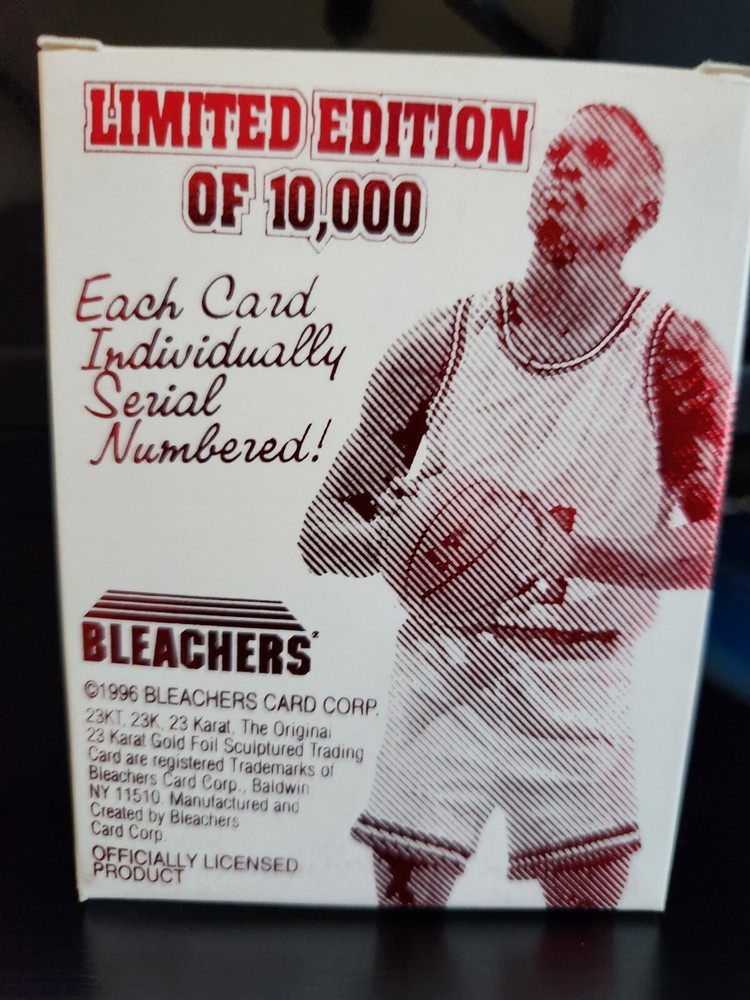 LIMITED EDITION
OF 10,000
Each Card
Individually
Serial
Numbered!
BLEACHERS
©1996 BLEACHERS CARD CORP.
23KT, 23K, 23 Karat, The Original
23 Karat Gold Foil Sculptured Trading
Card are registered Trademarks of
Bleachers Card Corp., Baldwin
NY 11510. Manufactured and
Created by Bleachers
Card Corp.
OFFICIALLY LICENSED
PRODUCT